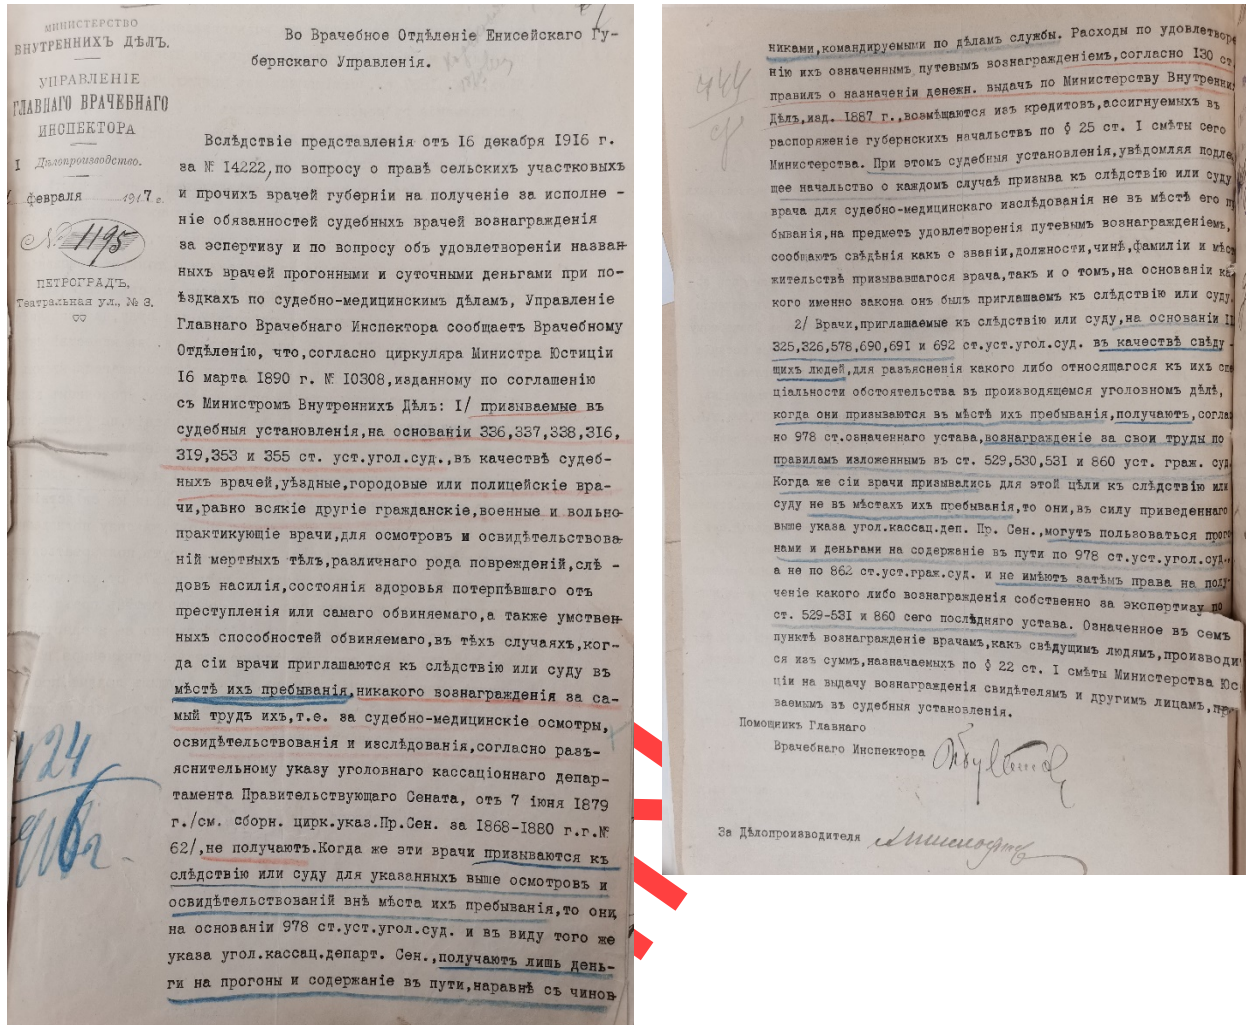 МИНИСТЕРСТВО
ВНУТРЕННИХЪ ДѢЛЪ.
УПРАВЛЕНІЕ
ГЛАВНАГО ВРАЧЕБНАГО
ИНСПЕКТОРА
I Дѣлопроизводство.
февраля 1917 г.
№ 1195
ПЕТРОГРАДЪ,
Театральная ул., № 3.
Во Врачебное Отдѣленіе Енисейскаго Гу-
бернскаго Управленія.
Вслѣдствіе представленія отъ 16 декабря 1916 г.
за № 14222,по вопросу о правѣ сельскихъ участковыхъ
и прочихъ врачей губерніи на полученіе за исполне -
ніе обязанностей судебныхъ врачей вознагражденія
за эспертизу и по вопросу объ удовлетвореніи назван-
ныхъ врачей прогонными и суточными деньгами при по-
ѣздкахъ по судебно-медицинскимъ дѣламъ, Управленіе
Главнаго Врачебнаго Инспектора сообщаетъ Врачебному
Отдѣленію, что,согласно циркуляра Министра Юстиціи
16 марта 1890 г. № 10308,изданному по соглашенію
съ Министромъ Внутреннихъ Дѣлъ: I/ призываемые въ
судебныя установленія,на основаніи 336,337,338,316,
319,353 и 355 ст. уст.угол.суд.,въ качествѣ судеб-
ныхъ врачей,уѣздные,городовые или полицейскіе вра-
чи,равно всякіе другіе гражданскіе,военные и вольно-
практикующіе врачи,для осмотровъ и освидѣтельствова-
ній мертвыхъ тѣлъ,различнаго рода поврежденій,слѣ -
довъ насилія,состоянія здоровья потерпѣвшаго отъ
преступленія или самаго обвиняемаго,а также умствен-
ныхъ способностей обвиняемаго,въ тѣхъ случаяхъ,ког-
да сіи врачи приглашаются къ слѣдствію или суду въ
мѣстѣ ихъ пребыванія,никакого вознагражденія за са-
мый трудъ ихъ,т.е. за судебно-медицинскіе осмотры,
освидѣтельствованія и изслѣдованія,согласно разъ-
яснительному указу уголовнаго кассаціоннаго депар-
тамента Правительствующаго Сената, отъ 7 іюня 1879
г./см. сборн. цирк.указ.Пр.Сен. за 1868-1880 г.г.№
62/,не получаютъ.Когда же эти врачи призываются къ
слѣдствію или суду для указанныхъ выше осмотровъ и
освидѣтельствованій внѣ мѣста ихъ пребыванія,то они,
на основаніи 978 ст.уст.угол.суд. и въ виду того же
указа угол.кассац.департ. Сен.,получаютъ лишь день-
ги на прогоны и содержаніе въ пути,наравнѣ съ чинов-
424
916г.
никами,командируемыми по дѣламъ службы. Расходы по удовлетворе
нію ихъ означеннымъ путевымъ вознагражденіемъ,согласно 130 ст.
правилъ о назначеніи денежн. выдачъ по Министерству Внутренних
Дѣлъ,изд. 1887 г.,возмѣщаются изъ кредитовъ,ассигнуемыхъ въ
распоряженіе губернскихъ начальствъ по § 25 ст. I смѣты сего
Министерства. При этомъ судебныя установленія,увѣдомляя подле
щее начальство о каждомъ случаѣ призыва къ слѣдствію или суду
врача для судебно-медицинскаго изслѣдованія не въ мѣстѣ его п
быванія,на предметъ удовлетворенія путевымъ вознагражденіемъ,
сообщаютъ свѣдѣнія какъ о званіи,должности,чинѣ,фамиліи и мѣст
жительствѣ призывавшагося врача,такъ и о томъ,на основаніи ка
кого именно закона онъ былъ приглашаемъ къ слѣдствію или суду.
2/ Врачи,приглашаемые къ слѣдствію или суду,на основаніи II
325,326,578,690,691 и 692 ст.уст.угол.суд. въ качествѣ свѣду -
щихъ людей,для разъясненія какого либо относящагося къ ихъ спе
ціальности обстоятельства въ производящемся уголовномъ дѣлѣ,
когда они призываются въ мѣстѣ ихъ пребыванія,получаютъ,соглас
но 978 ст.означеннаго устава,вознагражденіе за свои труды по
правиламъ изложеннымъ въ ст. 529,530,531 и 860 уст. граж. суд.
Когда же сіи врачи призывались для этой цѣли къ слѣдствію или
суду не въ мѣстахъ ихъ пребыванія,то они,въ силу приведеннаго
выше указа угол.кассац.деп. Пр. Сен.,могутъ пользоваться прого
нами и деньгами на содержаніе въ пути по 978 ст.уст.угол.суд.,
а не по 862 ст.уст.граж.суд. и не имѣютъ затѣмъ права на полу
ченіе какого либо вознагражденія собственно за экспертизу по
ст. 529-531 и 860 сего послѣдняго устава. Означенное въ семъ
пунктѣ вознагражденіе врачамъ,какъ свѣдущимъ людямъ,производи
ся изъ суммъ,назначаемыхъ по § 22 ст. I смѣты Министерства Юс
ціи на выдачу вознагражденія свидѣтелямъ и другимъ лицамъ,при
ваемымъ въ судебныя установленія.
Помощникъ Главнаго
Врачебнаго Инспектора
За Дѣлопроизводителя